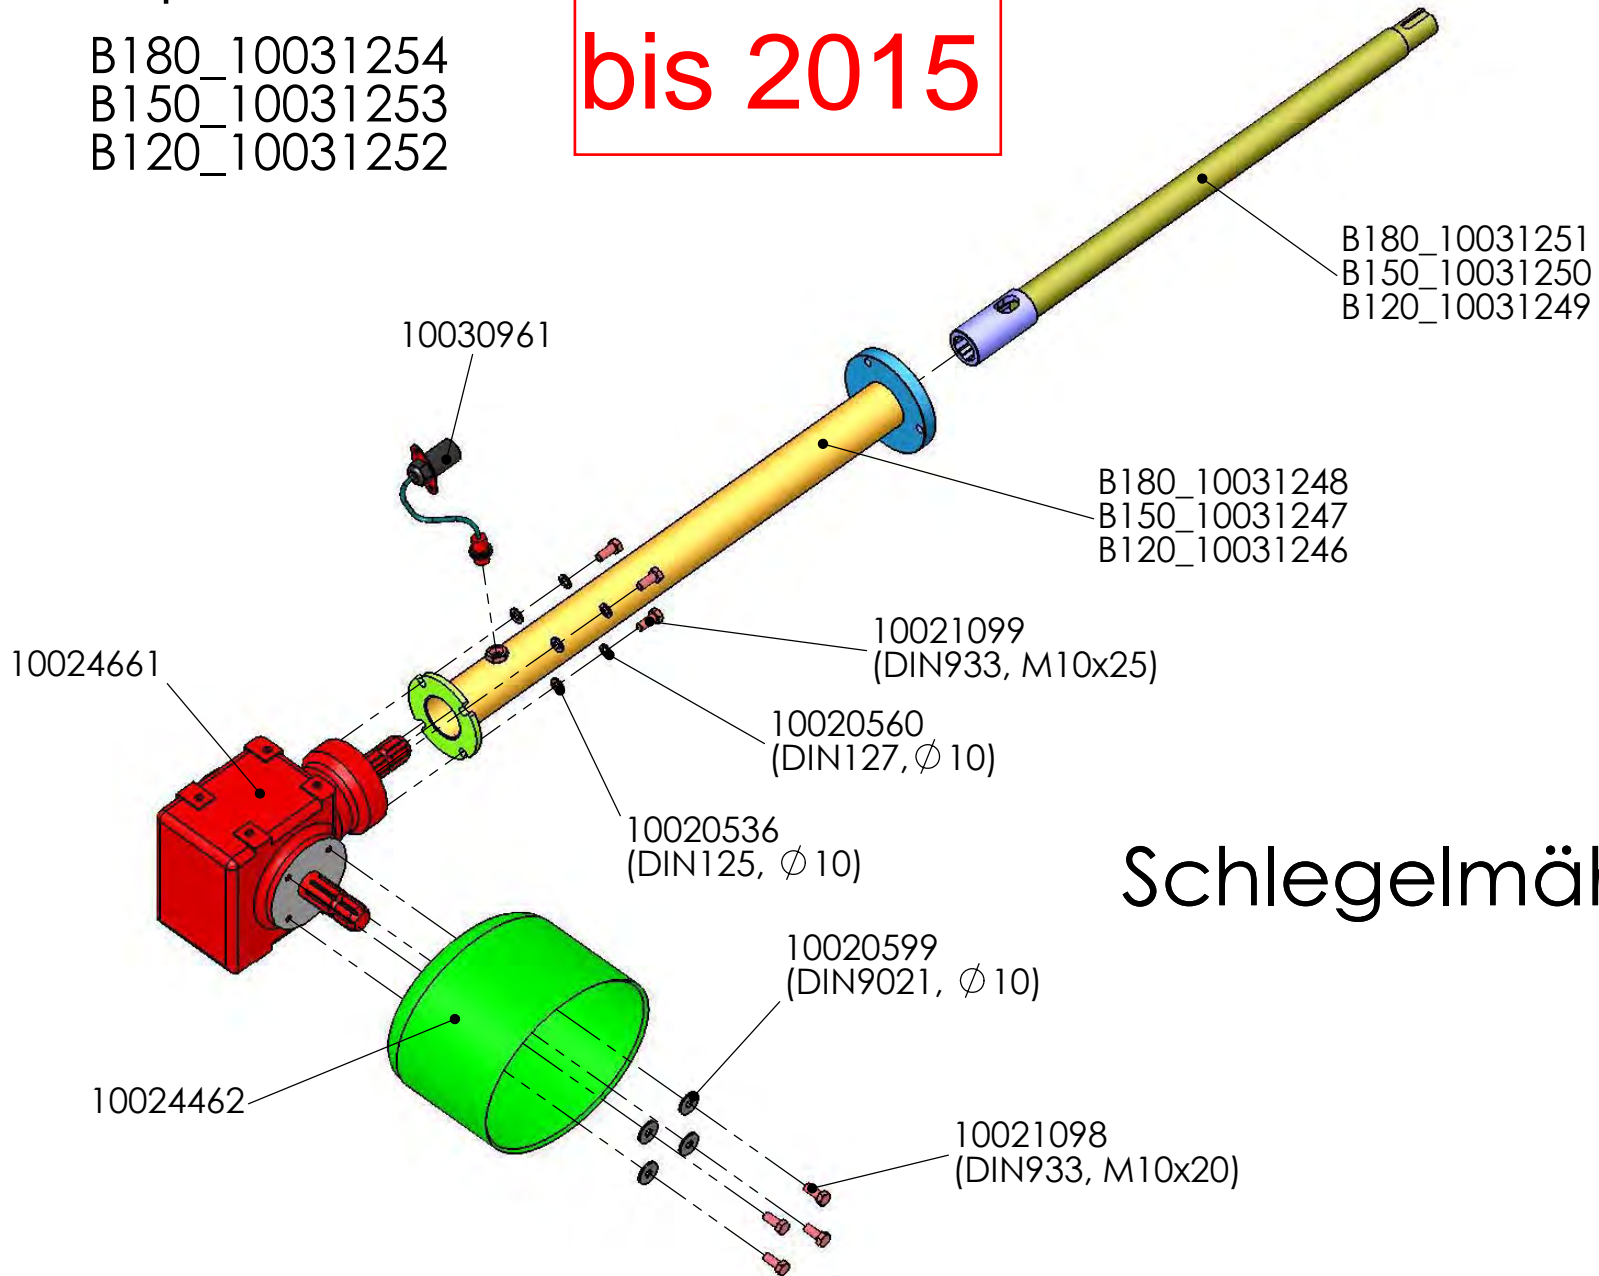 B180_10031254
B150_10031253
B120_10031252
bis 2015
B180_10031251
B150_10031250
B120_10031249
10030961
B180_10031248
B150_10031247
B120_10031246
10021099
(DIN933, M10x25)
10024661
10020560
(DIN127, ∅ 10)
10020536
(DIN125, ∅ 10)
10020599
(DIN9021, ∅ 10)
10024462
10021098
(DIN933, M10x20)